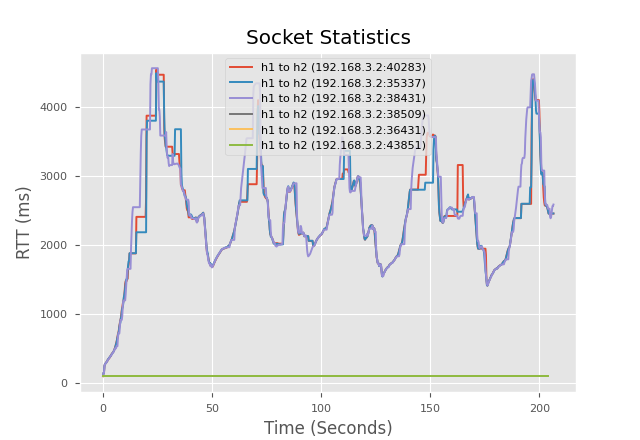 Socket Statistics
h1 to h2 (192.168.3.2:40283)
h1 to h2 (192.168.3.2:35337)
h1 to h2 (192.168.3.2:38431)
h1 to h2 (192.168.3.2:38509)
h1 to h2 (192.168.3.2:36431)
h1 to h2 (192.168.3.2:43851)
RTT (ms)
4000
3000
2000
1000
0
0 50 100 150 200
Time (Seconds)